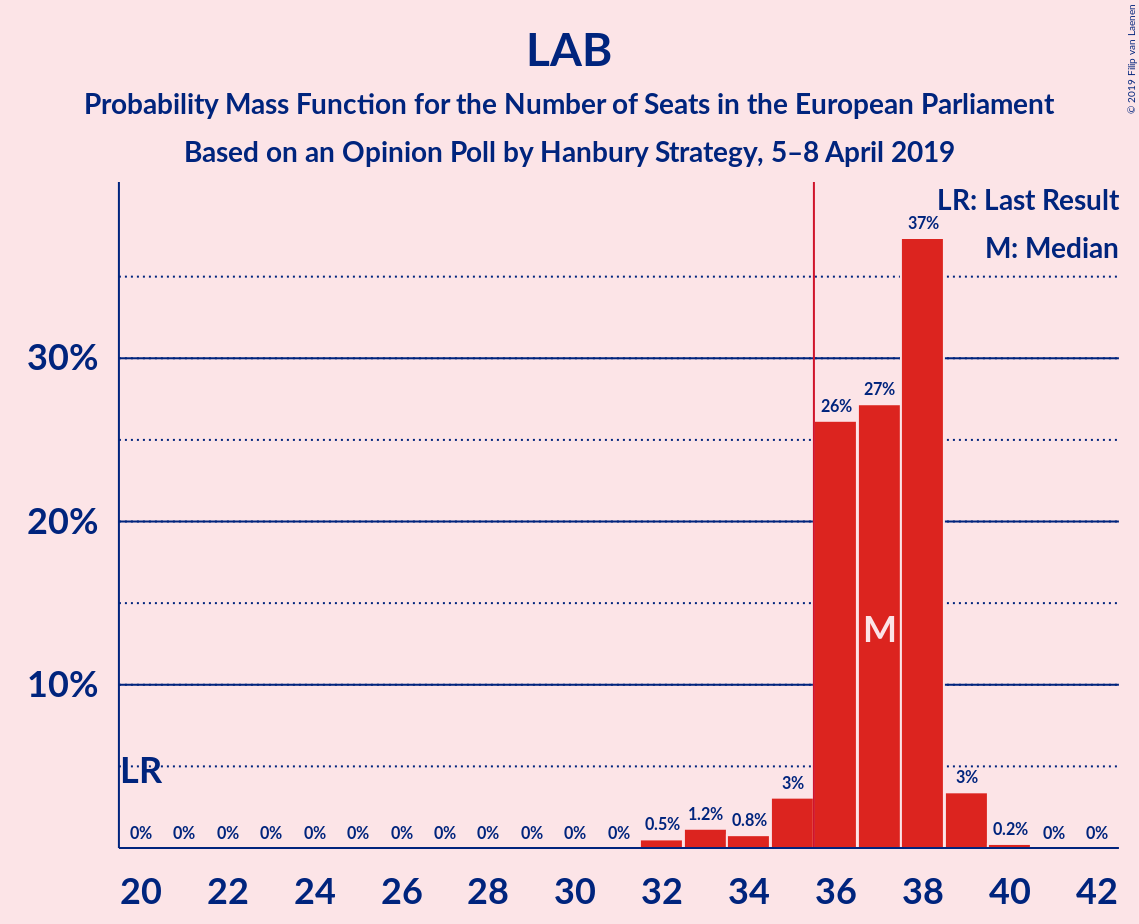 LAB
Probability Mass Function for the Number of Seats in the European Parliament
Based on an Opinion Poll by Hanbury Strategy, 5–8 April 2019
© 2019 Filip van Laenen
LR: Last Result
M: Median
30%
20%
10%
LR
M
0% 0% 0% 0% 0% 0% 0% 0% 0% 0% 0% 0% 0.5% 1.2% 0.8% 3% 26% 27% 37% 3% 0.2% 0% 0%
20 22 24 26 28 30 32 34 36 38 40 42